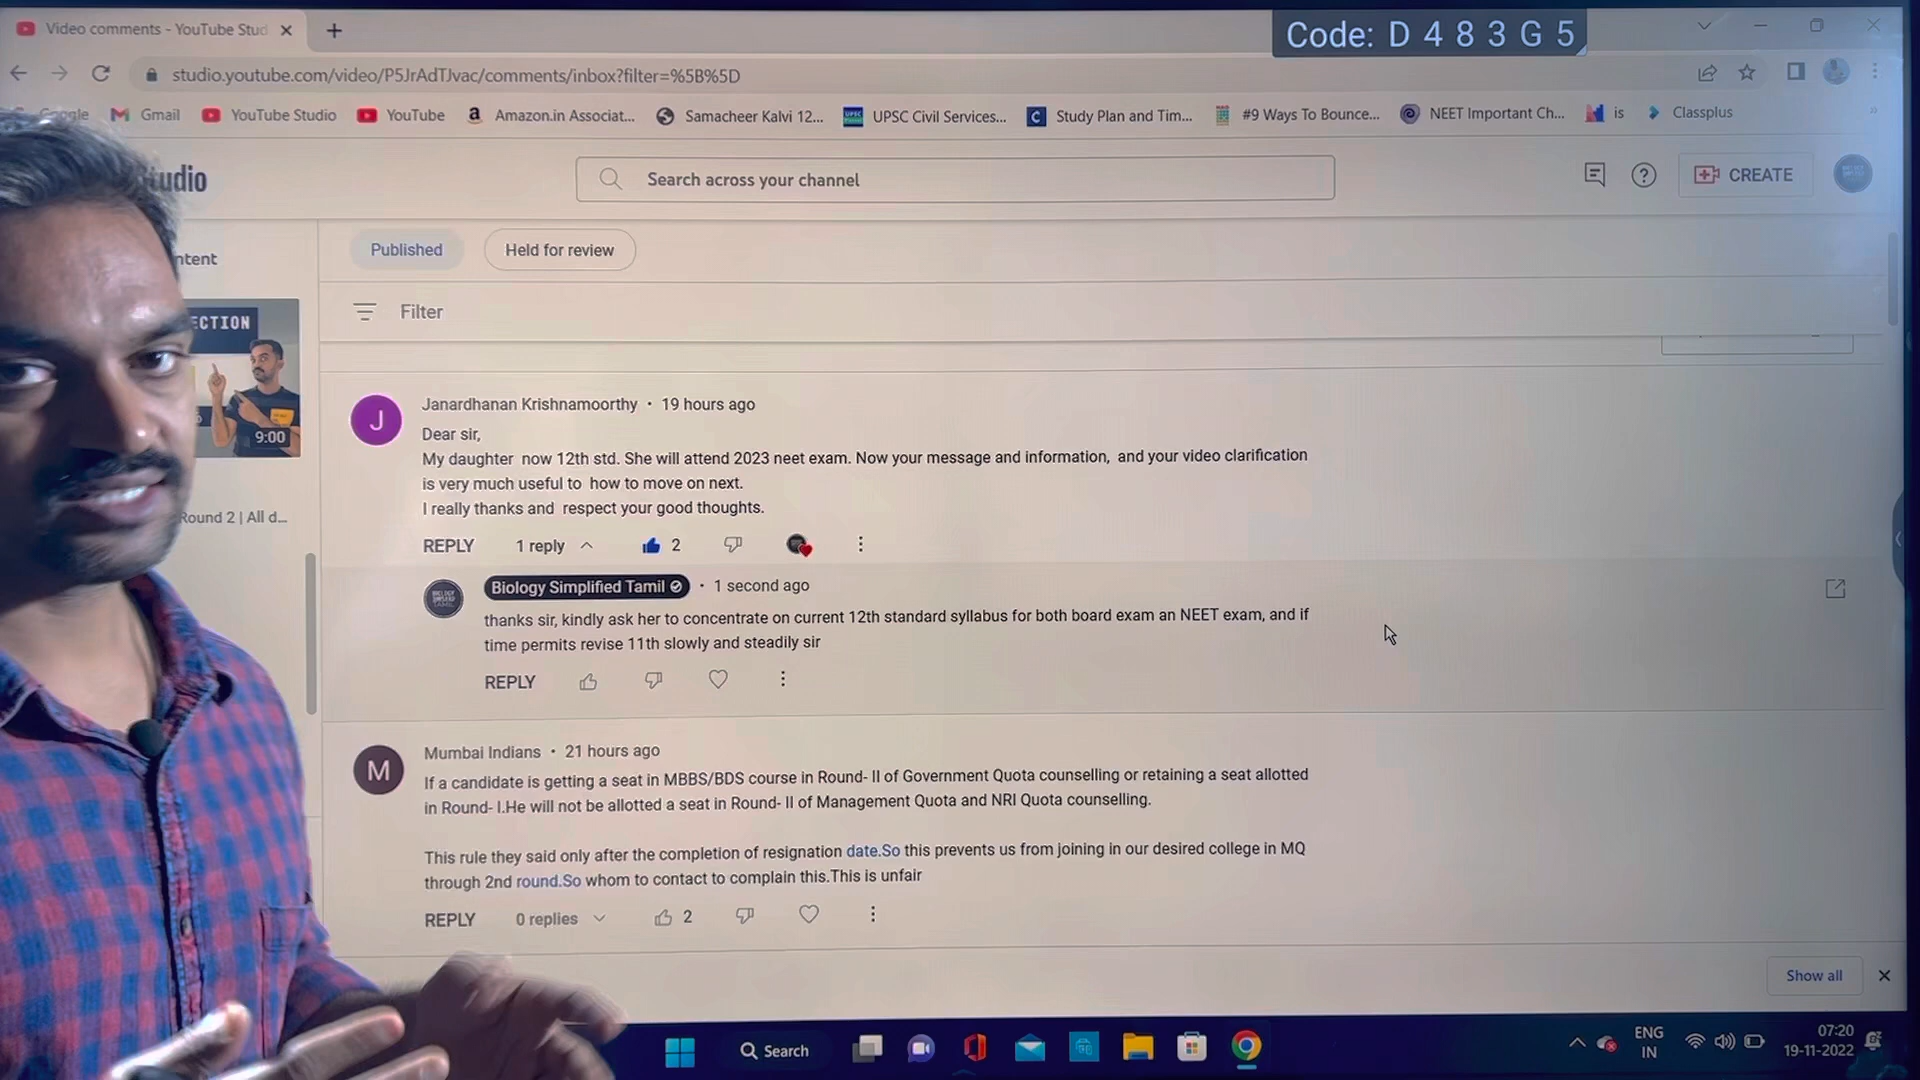 Video comments - YouTube Stud
Code: D 4 8 3 G 5
studio.youtube.com/video/P5JrAdTJvac/comments/inbox?filter=%5B%5D
Google
Gmail
YouTube Studio
YouTube
Amazon.in Associat...
Samacheer Kalvi 12...
UPSC Civil Services...
Study Plan and Tim...
#9 Ways To Bounce...
NEET Important Ch...
is
Classplus
Studio
Search across your channel
CREATE
ntent
Published
Held for review
ECTION
9:00
Filter
Round 2 | All d...
J
Janardhanan Krishnamoorthy • 19 hours ago
Dear sir,
My daughter now 12th std. She will attend 2023 neet exam. Now your message and information, and your video clarification
is very much useful to how to move on next.
I really thanks and respect your good thoughts.
REPLY 1 reply 2
Biology Simplified Tamil • 1 second ago
thanks sir, kindly ask her to concentrate on current 12th standard syllabus for both board exam an NEET exam, and if
time permits revise 11th slowly and steadily sir
REPLY
M
Mumbai Indians • 21 hours ago
If a candidate is getting a seat in MBBS/BDS course in Round- II of Government Quota counselling or retaining a seat allotted
in Round- I.He will not be allotted a seat in Round- II of Management Quota and NRI Quota counselling.
This rule they said only after the completion of resignation date.So this prevents us from joining in our desired college in MQ
through 2nd round.So whom to contact to complain this.This is unfair
REPLY 0 replies 2
Show all
Search
ENG
IN
07:20
19-11-2022